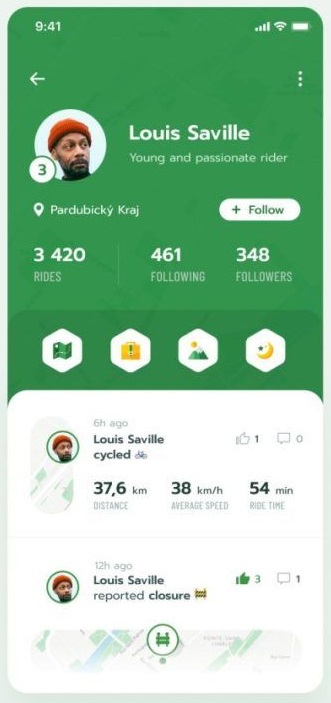 9:41
Louis Saville
Young and passionate rider
3
Pardubický Kraj
+ Follow
3 420
461
348
RIDES
FOLLOWING
FOLLOWERS
6h ago
Louis Saville
cycled
1
0
37,6 km
38 km/h
54 min
DISTANCE
AVERAGE SPEED
RIDE TIME
12h ago
Louis Saville
reported closure
3
1